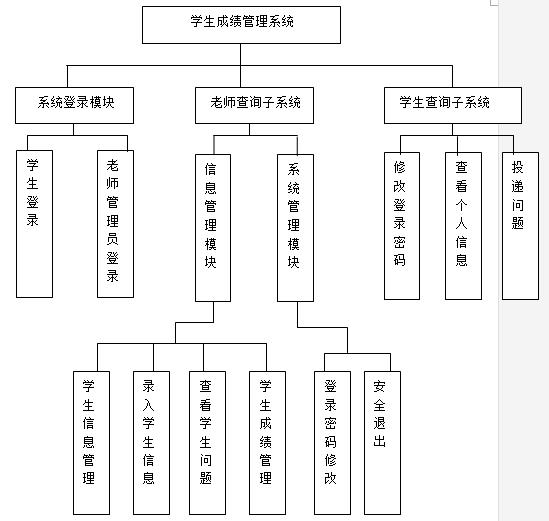 学生成绩管理系统
系统登录模块
老师查询子系统
学生查询子系统
学生登录
老师管理员登录
信息管理模块
系统管理模块
修改登录密码
查看个人信息
投递问题
学生信息管理
录入学生信息
查看学生问题
学生成绩管理
登录密码修改
安全退出